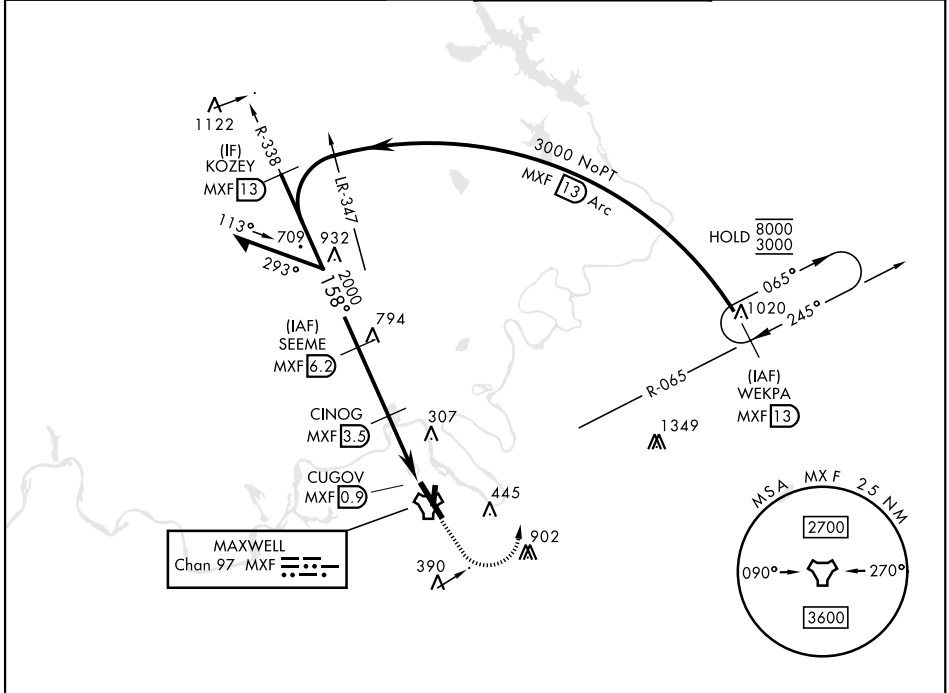 1122
R-338
(IF)
KOZEY
MXF 13
LR-347
3000 NoPT
MXF 13 Arc
HOLD 8000
3000
113°
709
932
293°
2000
158°
065°
245°
1020
(IAF)
SEEME
MXF 6.2
794
R-065
(IAF)
WEKPA
MXF 13
CINOG
MXF 3.5
307
1349
CUGOV
MXF 0.9
445
902
390
MAXWELL
Chan 97 MXF
MSA MXF 25 NM
2700
090°
270°
3600